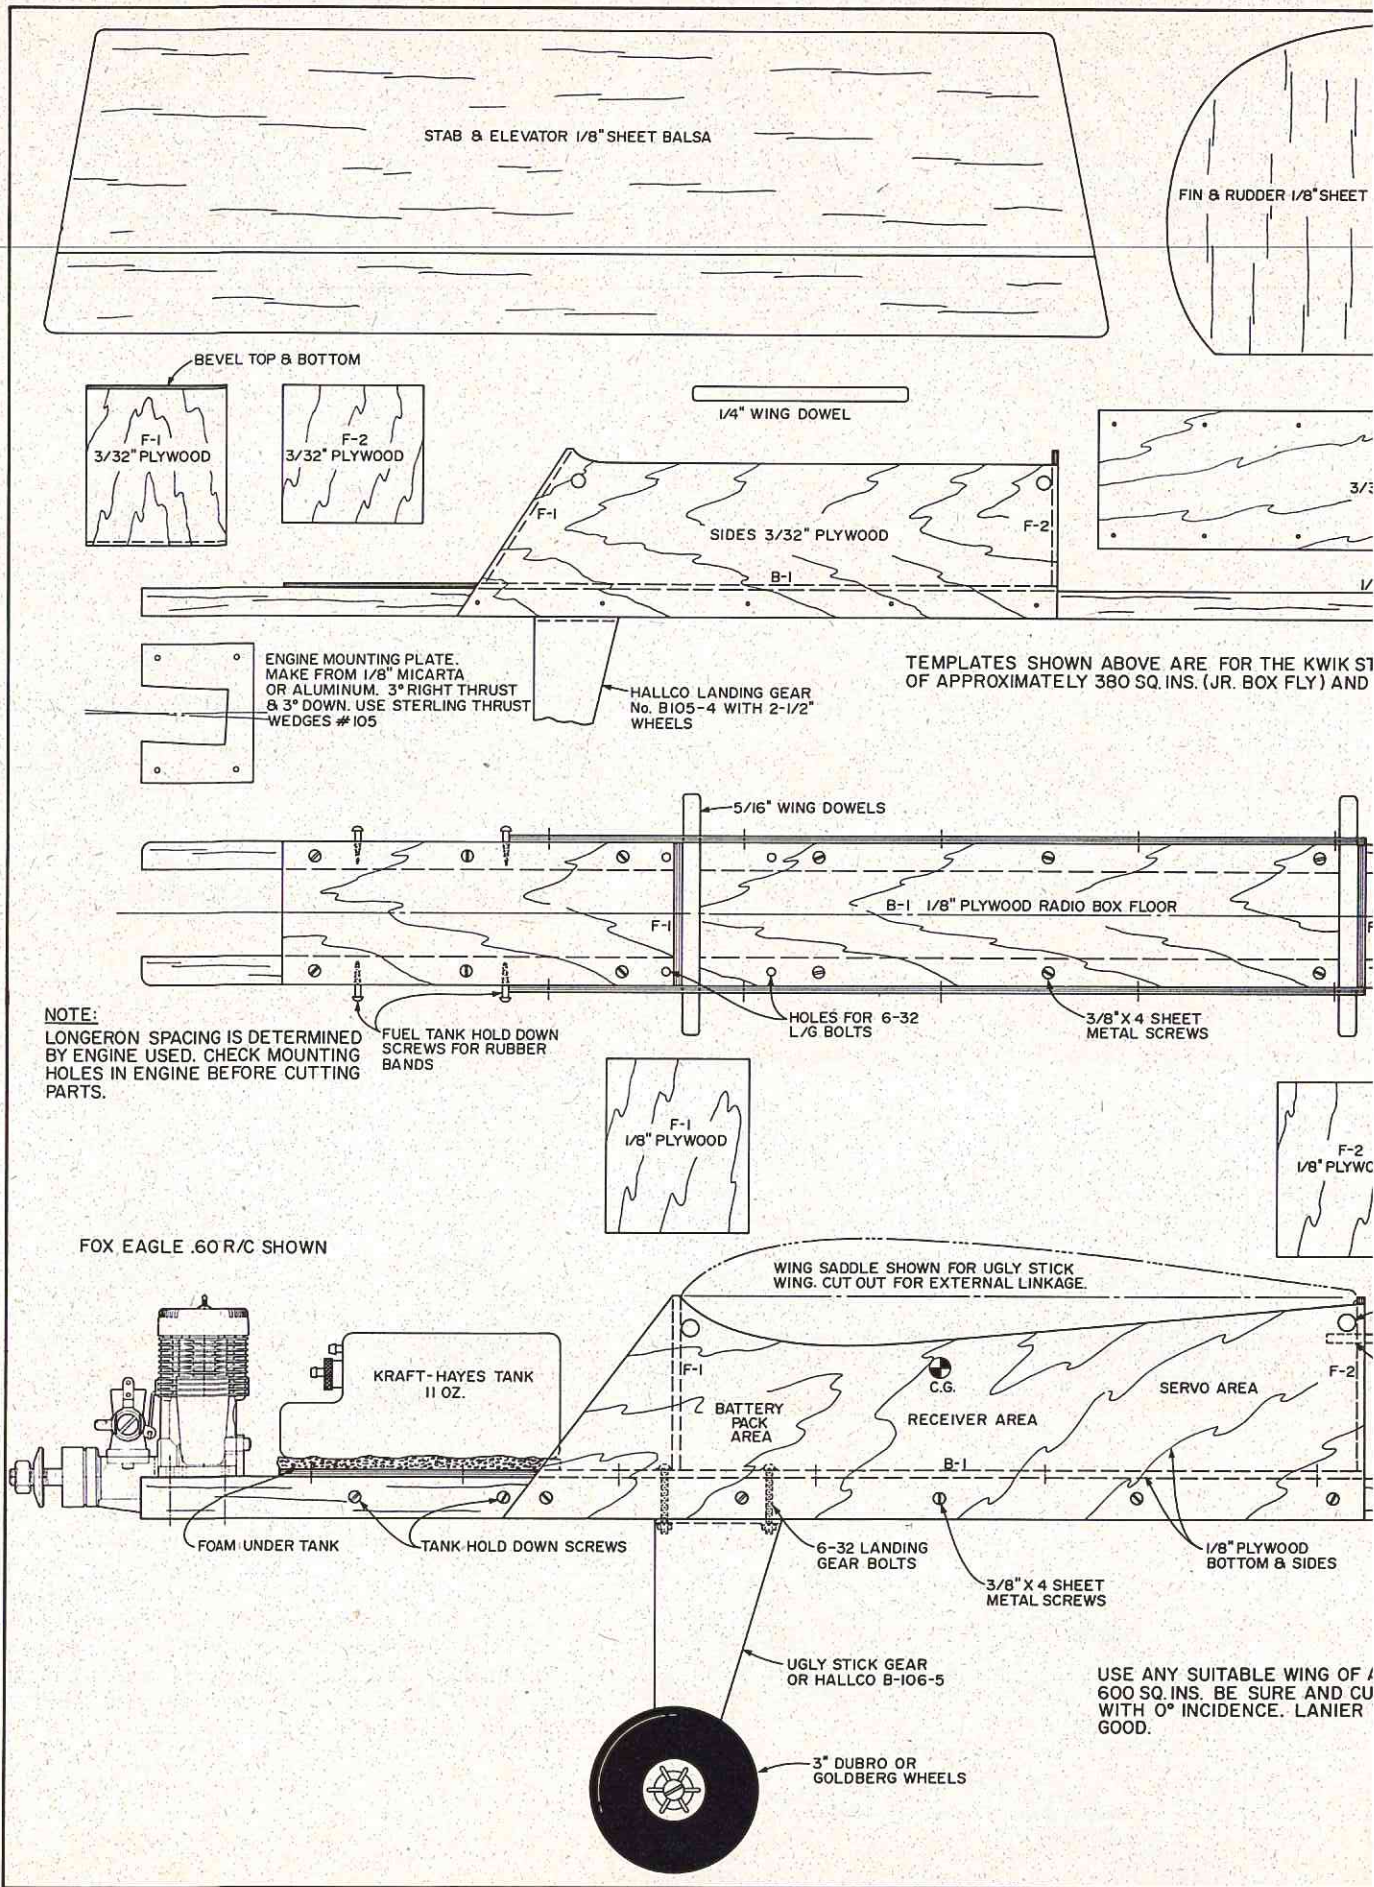 STAB & ELEVATOR 1/8" SHEET BALSA
FIN & RUDDER 1/8" SHEET
BEVEL TOP & BOTTOM
F-1
3/32" PLYWOOD
F-2
3/32" PLYWOOD
1/4" WING DOWEL
F-1
SIDES 3/32" PLYWOOD
F-2
B-1
ENGINE MOUNTING PLATE.
MAKE FROM 1/8" MICARTA
OR ALUMINUM. 3° RIGHT THRUST
& 3° DOWN. USE STERLING THRUST
WEDGES #105
HALLCO LANDING GEAR
No. B105-4 WITH 2-1/2"
WHEELS
TEMPLATES SHOWN ABOVE ARE FOR THE KWIK
OF APPROXIMATELY 380 SQ. INS. (JR. BOX FLY) AND
5/16" WING DOWELS
B-1 1/8" PLYWOOD RADIO BOX FLOOR
F-1
NOTE:
LONGERON SPACING IS DETERMINED
BY ENGINE USED. CHECK MOUNTING
HOLES IN ENGINE BEFORE CUTTING
PARTS.
FUEL TANK HOLD DOWN
SCREWS FOR RUBBER
BANDS
HOLES FOR 6-32
L/G BOLTS
3/8" X 4 SHEET
METAL SCREWS
F-1
1/8" PLYWOOD
F-2
1/8"
FOX EAGLE .60 R/C SHOWN
WING SADDLE SHOWN FOR UGLY STICK
WING. CUT OUT FOR EXTERNAL LINKAGE.
KRAFT-HAYES TANK
11 OZ.
F-1
BATTERY
PACK
AREA
C.G.
RECEIVER AREA
SERVO AREA
F-2
B-1
FOAM UNDER TANK
TANK HOLD DOWN SCREWS
6-32 LANDING
GEAR BOLTS
3/8" X 4 SHEET
METAL SCREWS
1/8" PLYWOOD
BOTTOM & SIDES
UGLY STICK GEAR
OR HALLCO B-106-5
USE ANY SUITABLE WING OF
600 SQ. INS. BE SURE AND
WITH 0° INCIDENCE. LANIER
GOOD.
3" DUBRO OR
GOLDBERG WHEELS